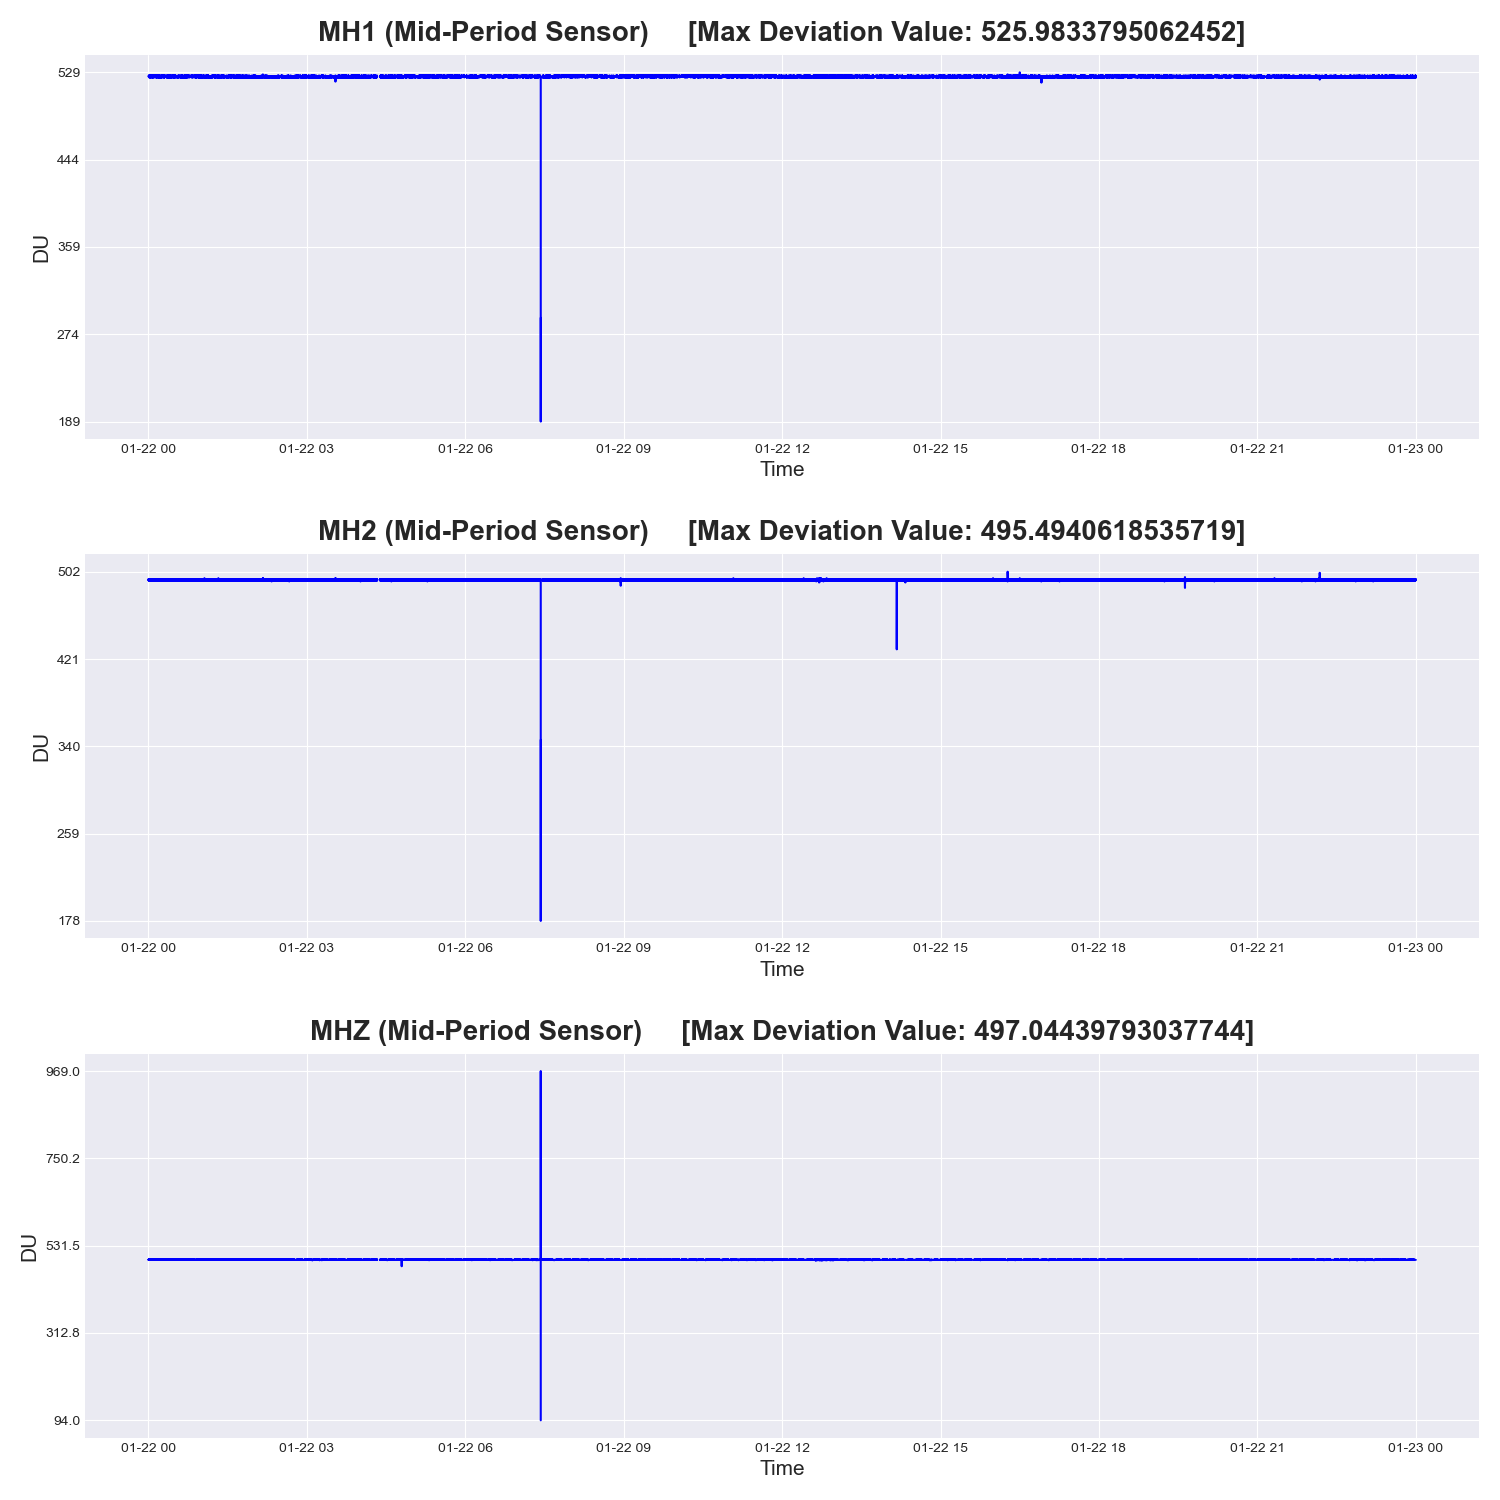 MH1 (Mid-Period Sensor) [Max Deviation Value: 525.9833795062452]
529
444
359
274
189
DU
01-22 00 01-22 03 01-22 06 01-22 09 01-22 12 01-22 15 01-22 18 01-22 21 01-23 00
Time
MH2 (Mid-Period Sensor) [Max Deviation Value: 495.4940618535719]
502
421
340
259
178
DU
01-22 00 01-22 03 01-22 06 01-22 09 01-22 12 01-22 15 01-22 18 01-22 21 01-23 00
Time
MHZ (Mid-Period Sensor) [Max Deviation Value: 497.04439793037744]
969.0
750.2
531.5
312.8
94.0
DU
01-22 00 01-22 03 01-22 06 01-22 09 01-22 12 01-22 15 01-22 18 01-22 21 01-23 00
Time